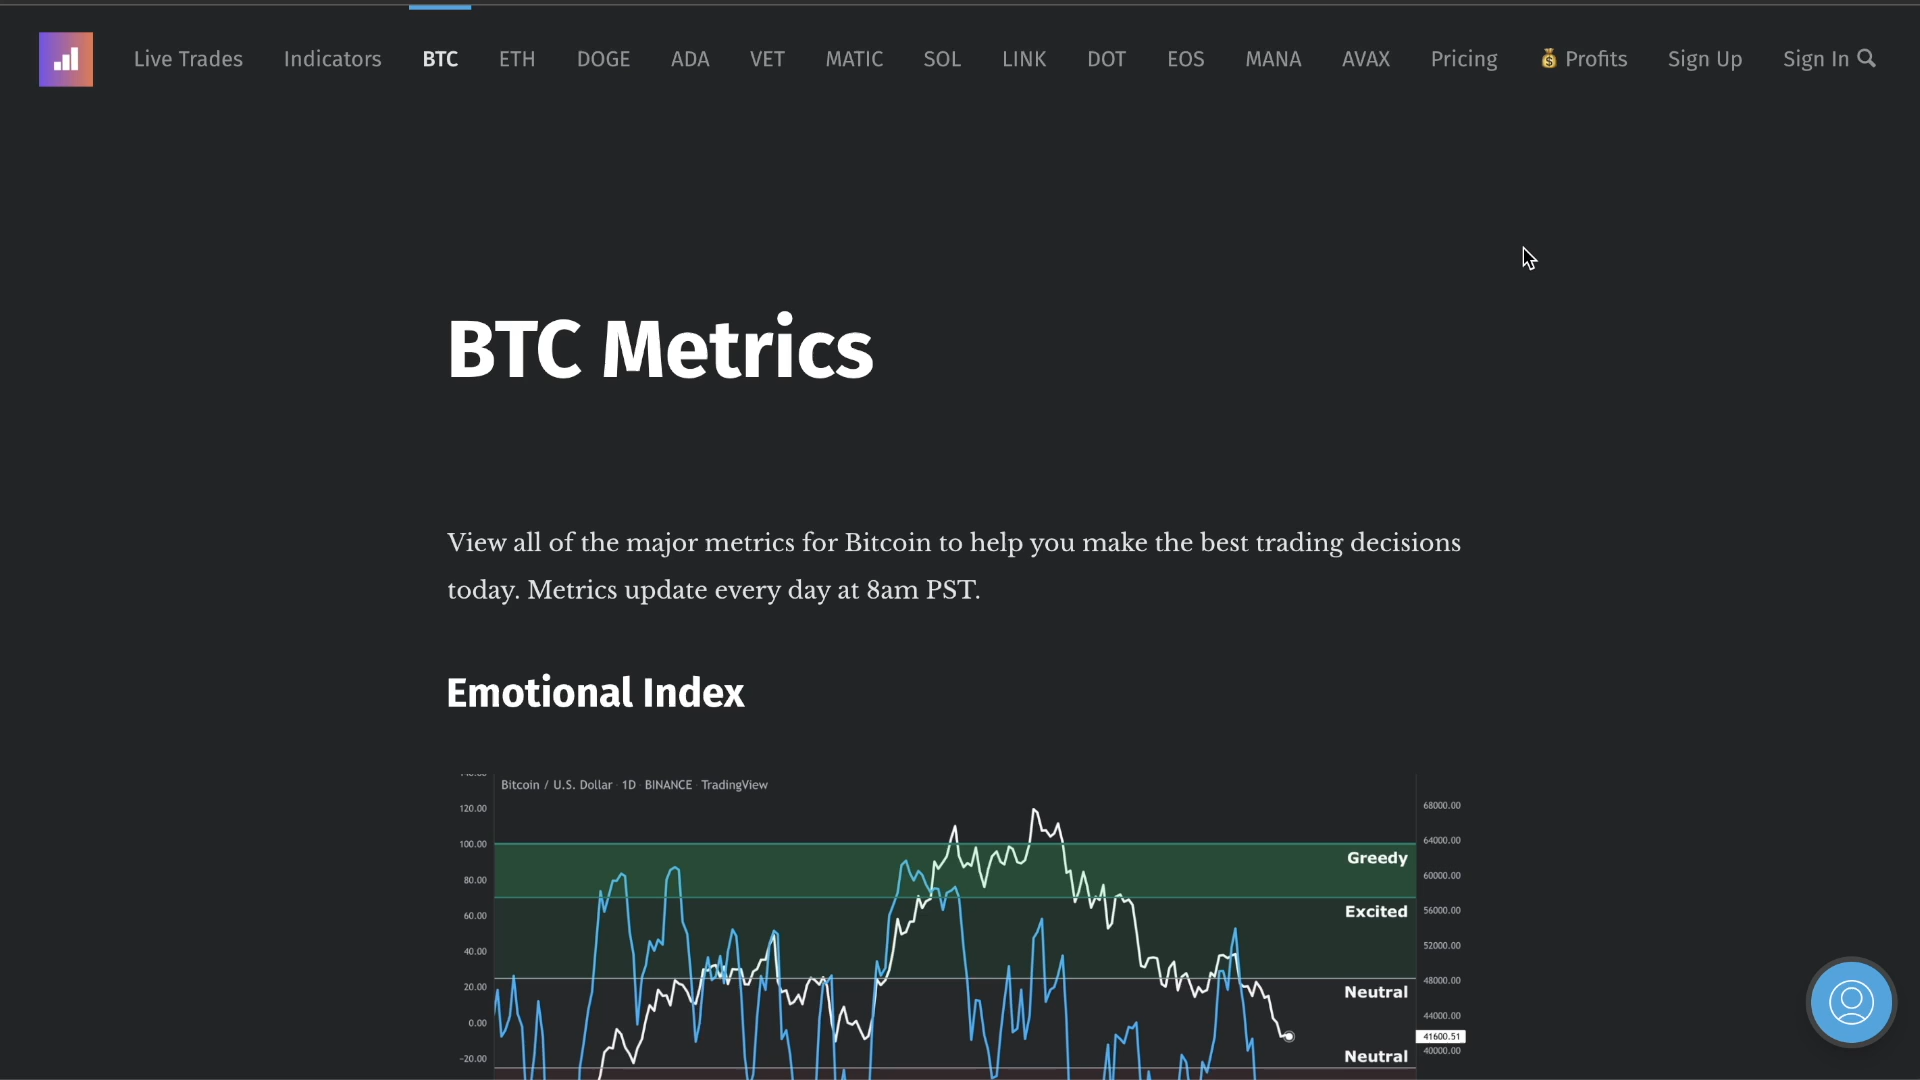 Live Trades Indicators BTC ETH DOGE ADA VET MATIC SOL LINK DOT EOS MANA AVAX Pricing 💰 Profits Sign Up Sign In
BTC Metrics
View all of the major metrics for Bitcoin to help you make the best trading decisions
today. Metrics update every day at 8am PST.
Emotional Index
Bitcoin / U.S. Dollar · 1D · BINANCE · TradingView
120.00
100.00
80.00
60.00
40.00
20.00
0.00
−20.00
Greedy
Excited
Neutral
Neutral
68000.00
64000.00
60000.00
56000.00
52000.00
48000.00
44000.00
41600.51
40000.00